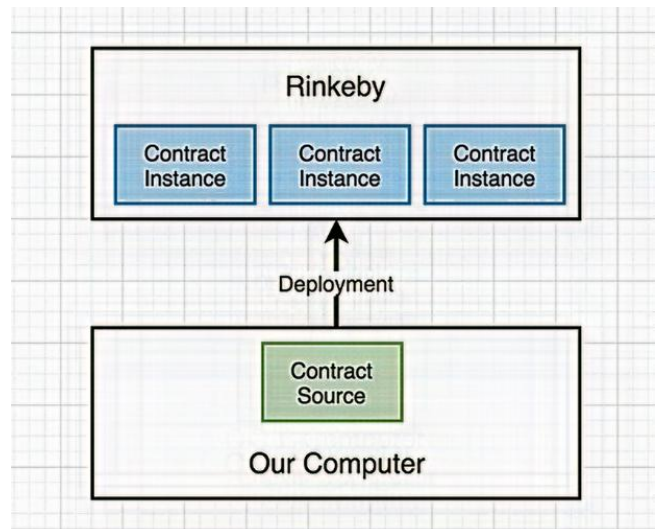 Rinkeby
Contract
Instance
Contract
Instance
Contract
Instance
Deployment
Contract
Source
Our Computer